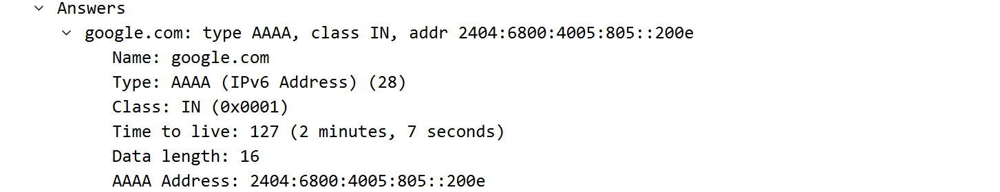 Answers
google.com: type AAAA, class IN, addr 2404:6800:4005:805::200e
Name: google.com
Type: AAAA (IPv6 Address) (28)
Class: IN (0x0001)
Time to live: 127 (2 minutes, 7 seconds)
Data length: 16
AAAA Address: 2404:6800:4005:805::200e